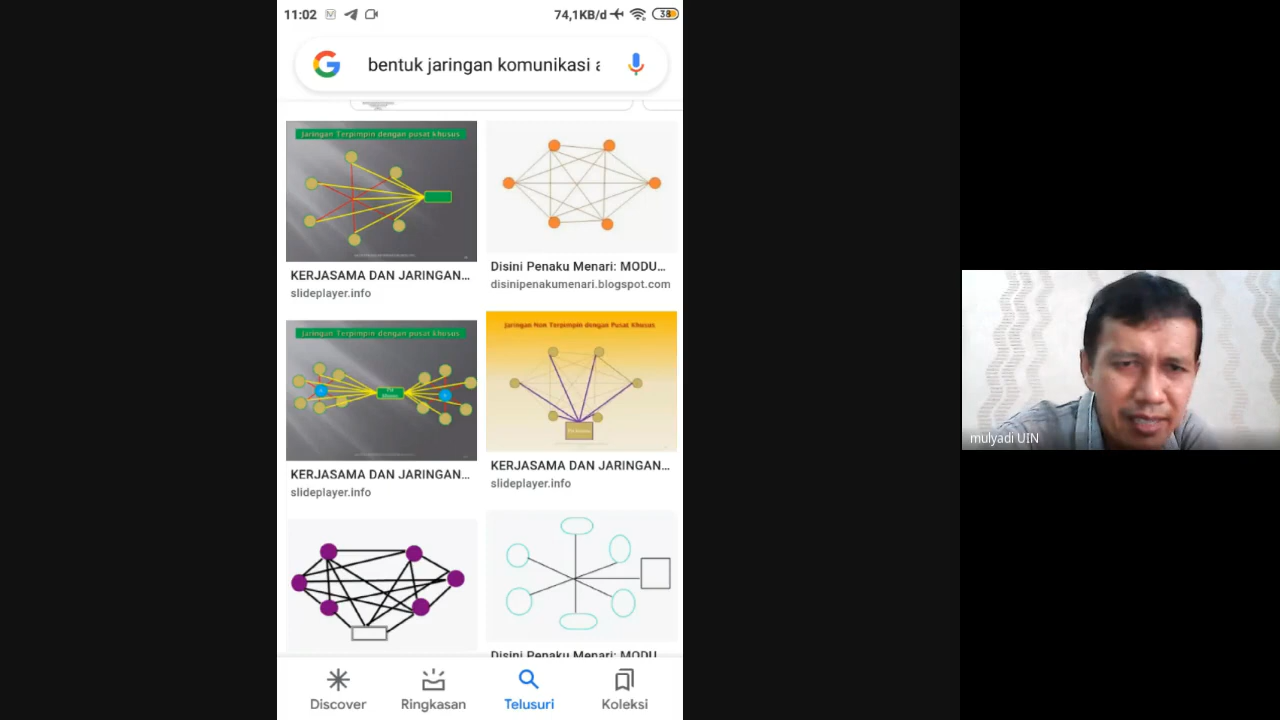 11:02
74,1KB/d
38
bentuk jaringan komunikasi a
Jaringan Terpimpin dengan pusat khusus
KERJASAMA DAN JARINGAN...
slideplayer.info
Disini Penaku Menari: MODU...
disinipenakumenari.blogspot.com
Jaringan Terpimpin dengan pusat khusus
KERJASAMA DAN JARINGAN...
slideplayer.info
Jaringan Non Terpimpin dengan Pusat Khusus
KERJASAMA DAN JARINGAN...
slideplayer.info
Disini Penaku Menari: MODU
Discover
Ringkasan
Telusuri
Koleksi
mulyadi UIN